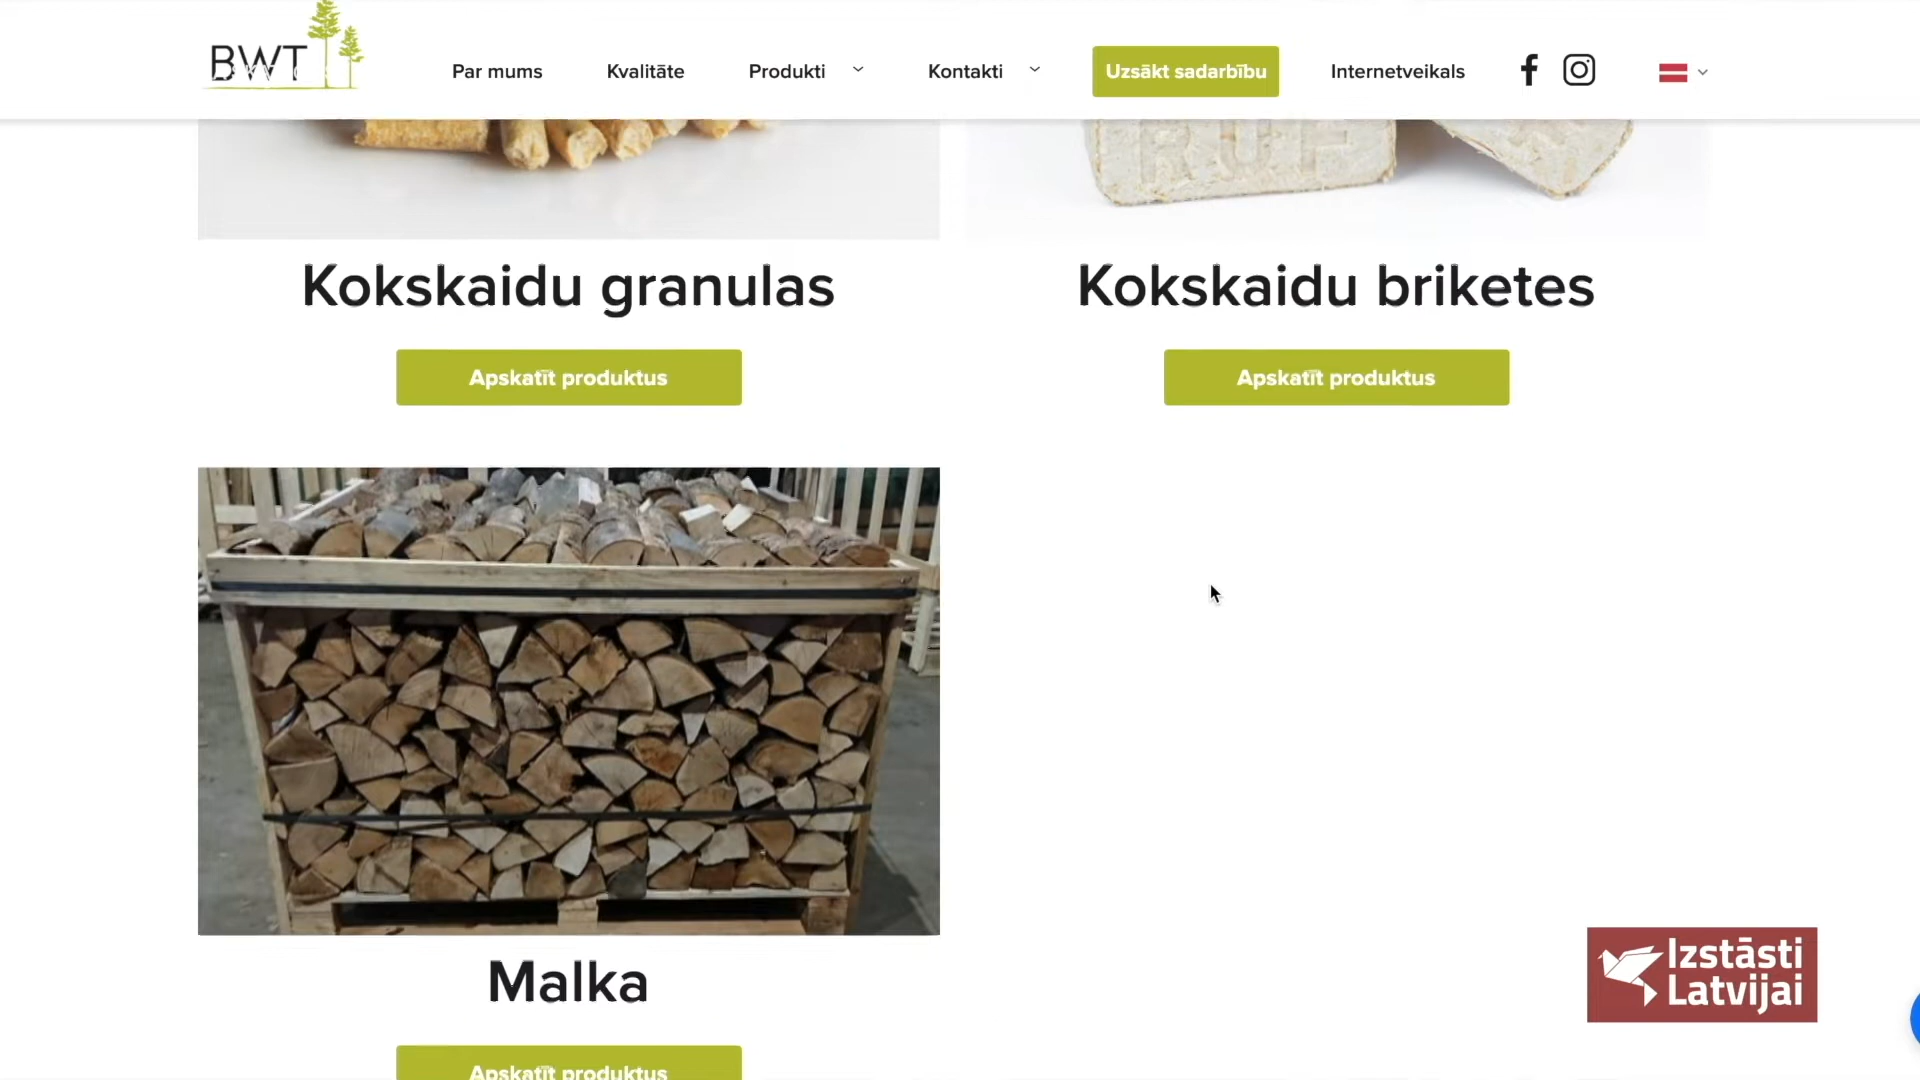 BWT
Par mums
Kvalitāte
Produkti
Kontakti
Uzsākt sadarbību
Internetveikals
RUF
Kokskaidu granulas
Kokskaidu briketes
Apskatīt produktus
Apskatīt produktus
Malka
Apskatīt produktus
Izstāsti
Latvijai